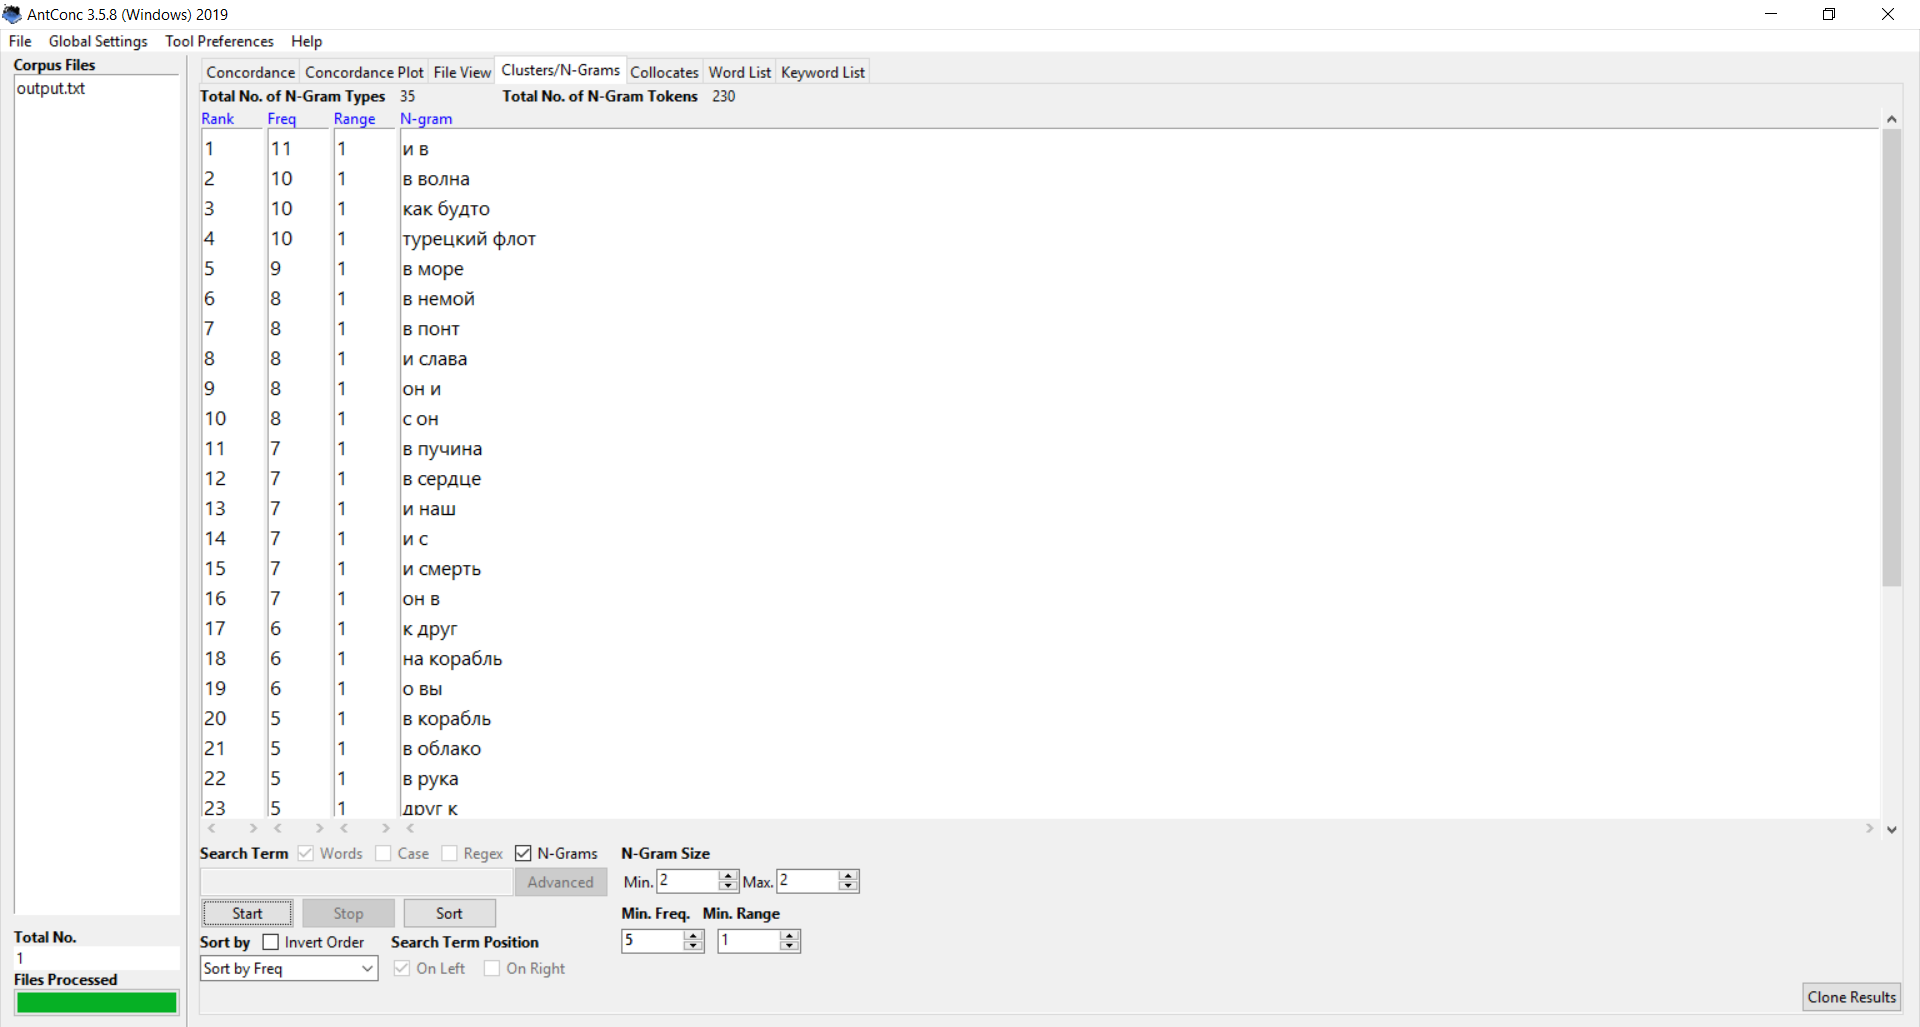 AntConc 3.5.8 (Windows) 2019
File Global Settings Tool Preferences Help
Corpus Files
output.txt
Concordance Concordance Plot File View Clusters/N-Grams Collocates Word List Keyword List
Total No. of N-Gram Types 35 Total No. of N-Gram Tokens 230
Rank Freq Range N-gram
1 11 1 и в
2 10 1 в волна
3 10 1 как будто
4 10 1 турецкий флот
5 9 1 в море
6 8 1 в немой
7 8 1 в понт
8 8 1 и слава
9 8 1 он и
10 8 1 с он
11 7 1 в пучина
12 7 1 в сердце
13 7 1 и наш
14 7 1 и с
15 7 1 и смерть
16 7 1 он в
17 6 1 к друг
18 6 1 на корабль
19 6 1 о вы
20 5 1 в корабль
21 5 1 в облако
22 5 1 в рука
23 5 1 друг к
Search Term Words Case Regex N-Grams N-Gram Size
Advanced Min. 2 Max. 2
Start Stop Sort Min. Freq. Min. Range
Total No.
1
Files Processed
5 1
Sort by Invert Order Search Term Position
Sort by Freq On Left On Right
Clone Results